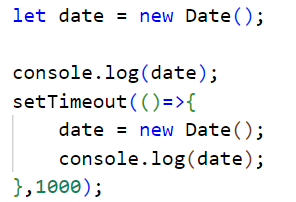 let date = new Date();

console.log(date);
setTimeout(()=>{
    date = new Date();
    console.log(date);
},1000);